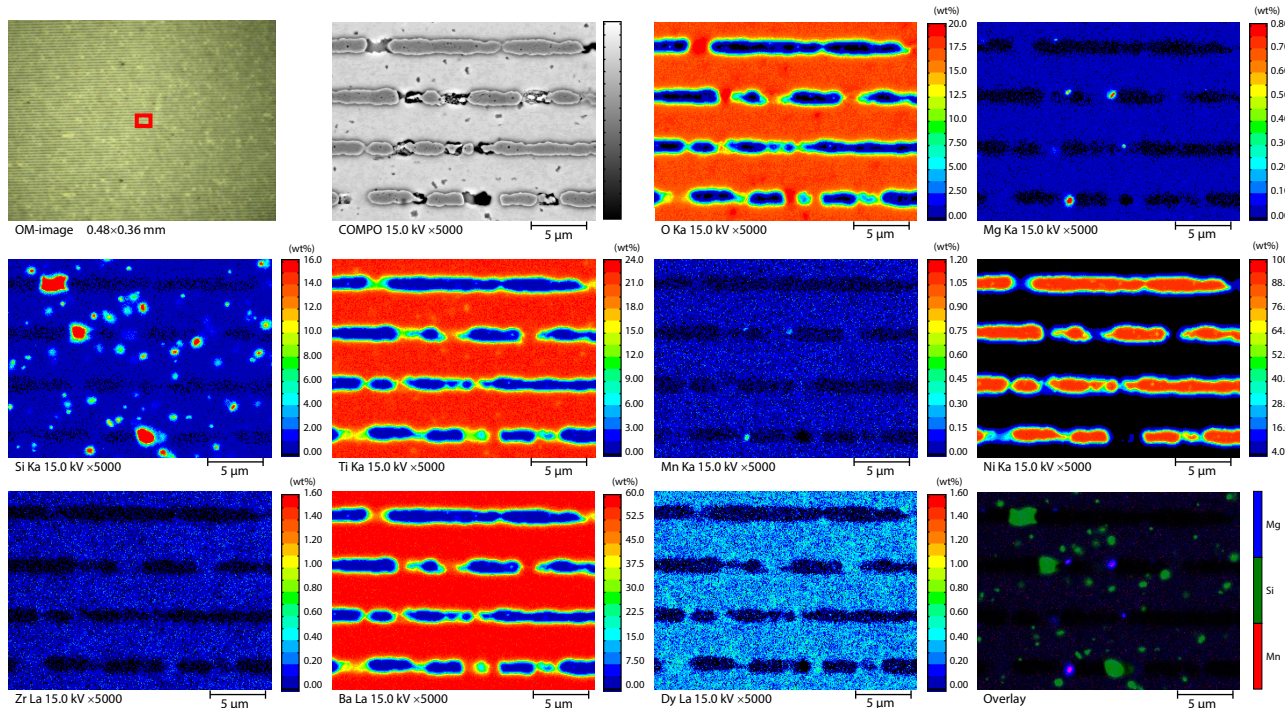 OM-image 0.48×0.36 mm
COMPO 15.0 kV ×5000
5 µm
(wt%)
20.0
17.5
15.0
12.5
10.0
7.50
5.00
2.50
0.00
O Ka 15.0 kV ×5000
5 µm
(wt%)
0.80
0.70
0.60
0.50
0.40
0.30
0.20
0.10
0.00
Mg Ka 15.0 kV ×5000
5 µm
(wt%)
16.0
14.0
12.0
10.0
8.00
6.00
4.00
2.00
0.00
Si Ka 15.0 kV ×5000
5 µm
(wt%)
24.0
21.0
18.0
15.0
12.0
9.00
6.00
3.00
0.00
Ti Ka 15.0 kV ×5000
5 µm
(wt%)
1.20
1.05
0.90
0.75
0.60
0.45
0.30
0.15
0.00
Mn Ka 15.0 kV ×5000
5 µm
(wt%)
100
88.
76.
64.
52.
40.
28.
16.
4.0
Ni Ka 15.0 kV ×5000
5 µm
(wt%)
1.60
1.40
1.20
1.00
0.80
0.60
0.40
0.20
0.00
Zr La 15.0 kV ×5000
5 µm
(wt%)
60.0
52.5
45.0
37.5
30.0
22.5
15.0
7.50
0.00
Ba La 15.0 kV ×5000
5 µm
(wt%)
1.60
1.40
1.20
1.00
0.80
0.60
0.40
0.20
0.00
Dy La 15.0 kV ×5000
5 µm
Mg
Si
Mn
Overlay
5 µm